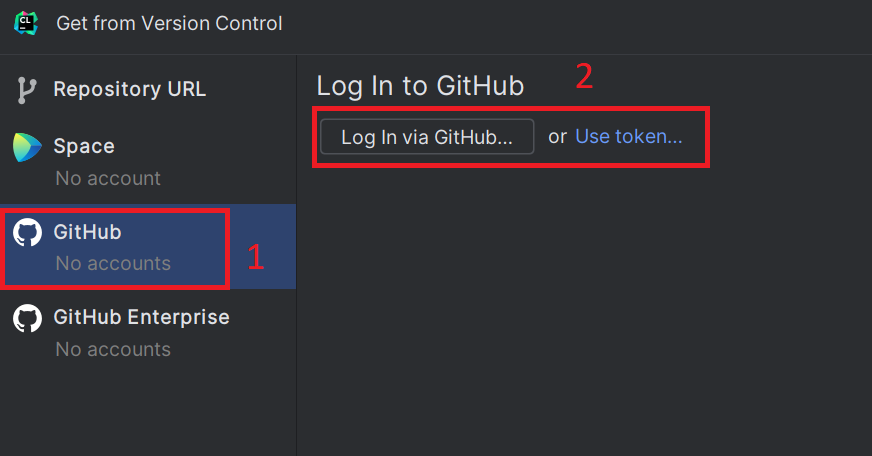 CL
Get from Version Control
Repository URL
Space
No account
GitHub
No accounts
1
GitHub Enterprise
No accounts
Log In to GitHub
2
Log In via GitHub...
or Use token...